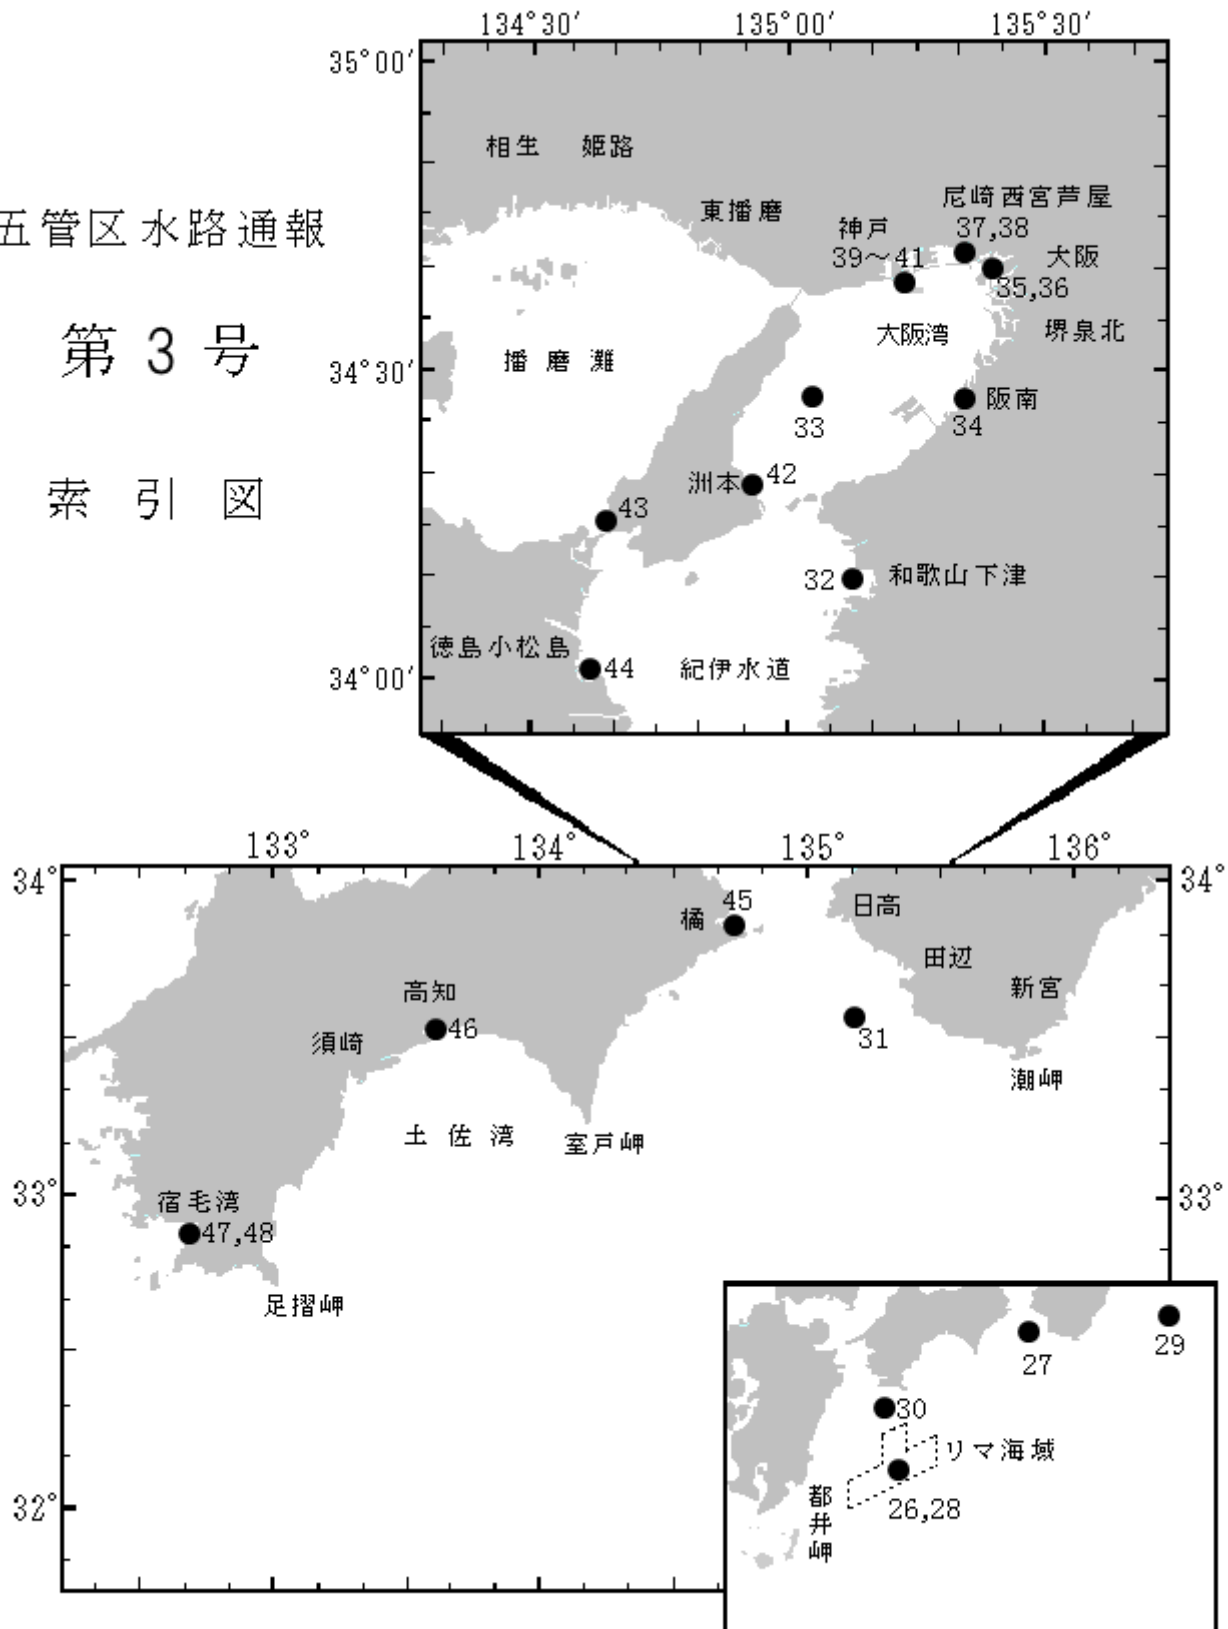 134°30′ 135°00′ 135°30′
35°00′
相生 姫路
尼崎西宮芦屋
東播磨
37,38
五管区水路通報
神戸
39～41
大阪
35,36
第 3 号
大阪湾
堺泉北
34°30′
播磨灘
阪南
33
34
索引図
洲本
42
43
32
和歌山下津
徳島小松島
44
紀伊水道
34°00′
133° 134° 135° 136°
34°
34°
45
橘
日高
田辺
高知
新宮
46
須崎
31
潮岬
土佐湾
室戸岬
33°
33°
宿毛湾
47,48
足摺岬
29
27
30
リマ海域
都井岬
26,28
32°